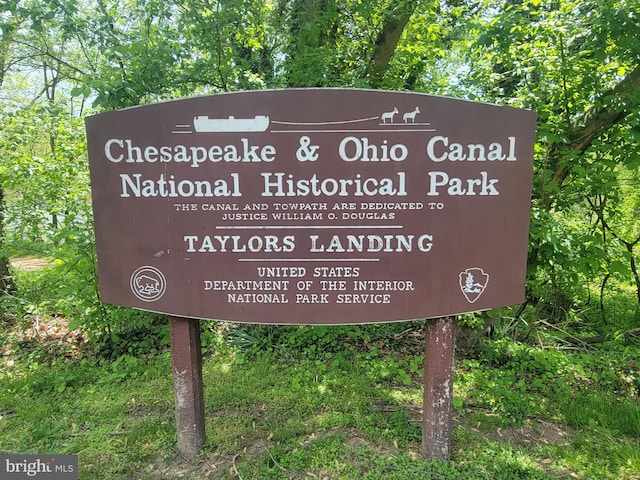 Chesapeake & Ohio Canal
National Historical Park
THE CANAL AND TOWPATH ARE DEDICATED TO
JUSTICE WILLIAM O. DOUGLAS
TAYLORS LANDING
UNITED STATES
DEPARTMENT OF THE INTERIOR
NATIONAL PARK SERVICE
bright MLS